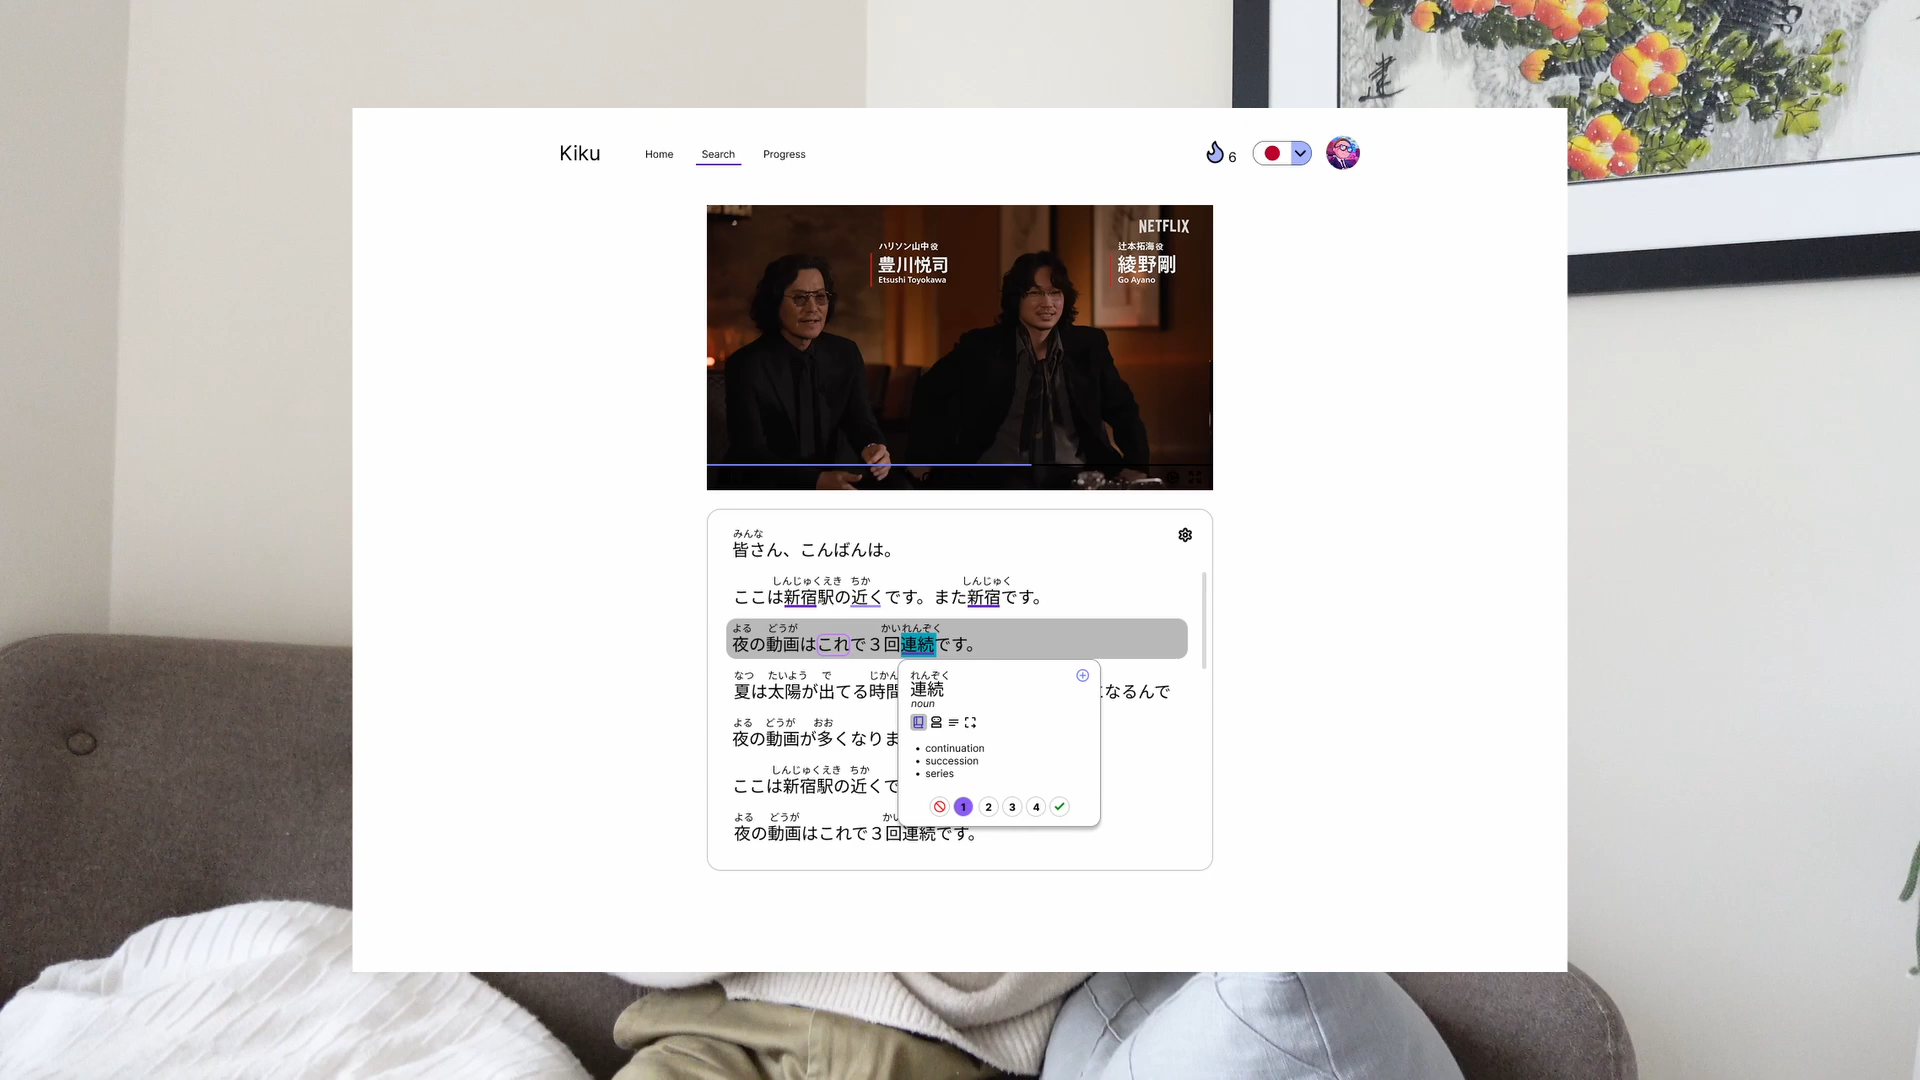 建
Kiku
Home
Search
Progress
6
NETFLIX
ハリソン山中 役
豊川悦司
Etsushi Toyokawa
辻本拓海 役
綾野剛
Go Ayano
みんな
皆さん、こんばんは。
しんじゅくえき ちか しんじゅく
ここは新宿駅の近くです。また新宿です。
よる どうが かいれんぞく
夜の動画はこれで3回連続です。
なつ たいよう で じかん
夏は太陽が出てる時間
になるんで
よる どうが おお
夜の動画が多くなりま
しんじゅくえき ちか
ここは新宿駅の近くで
よる どうが かい
夜の動画はこれで3回連続です。
れんぞく
連続
noun
• continuation
• succession
• series
1 2 3 4